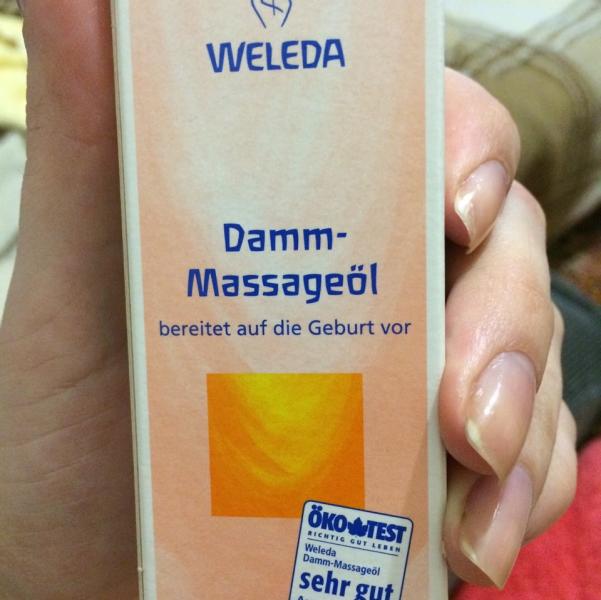 WELEDA
Damm-
Massageöl
bereitet auf die Geburt vor
ÖKO TEST
RICHTIG GUT LEBEN
Weleda
Damm-Massageöl
sehr gut